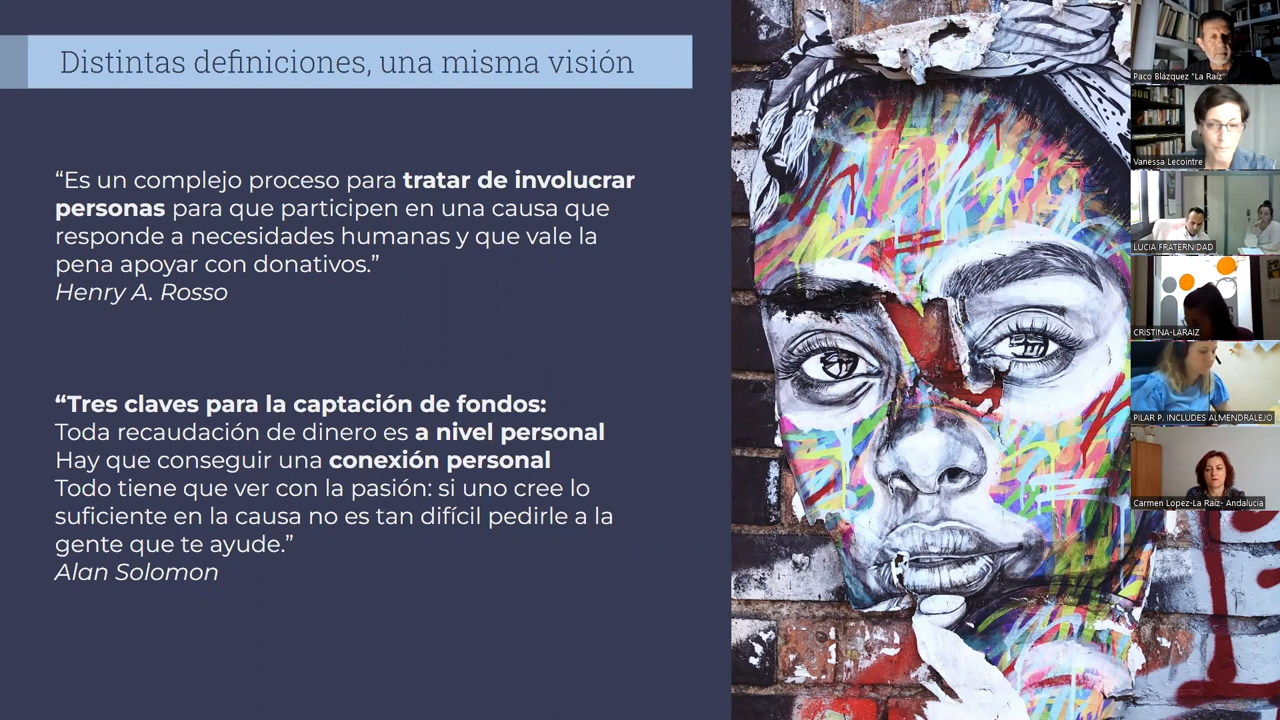 Distintas definiciones, una misma visión
“Es un complejo proceso para tratar de involucrar
personas para que participen en una causa que
responde a necesidades humanas y que vale la
pena apoyar con donativos.”
Henry A. Rosso
“Tres claves para la captación de fondos:
Toda recaudación de dinero es a nivel personal
Hay que conseguir una conexión personal
Todo tiene que ver con la pasión: si uno cree lo
suficiente en la causa no es tan difícil pedirle a la
gente que te ayude.”
Alan Solomon
Paco Blázquez "La Raíz"
Vanessa Lecointre
LUCIA FRATERNIDAD
CRISTINA-LARAIZ
PILAR P. INCLUDES ALMENDRALEJO
Carmen Lopez-La Raíz- Andalucia